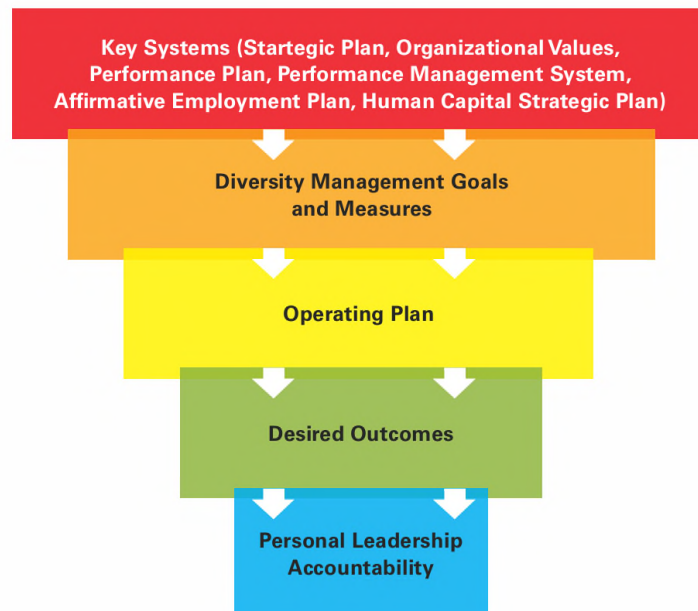 Key Systems (Startegic Plan, Organizational Values,
Performance Plan, Performance Management System,
Affirmative Employment Plan, Human Capital Strategic Plan)
Diversity Management Goals
and Measures
Operating Plan
Desired Outcomes
Personal Leadership
Accountability